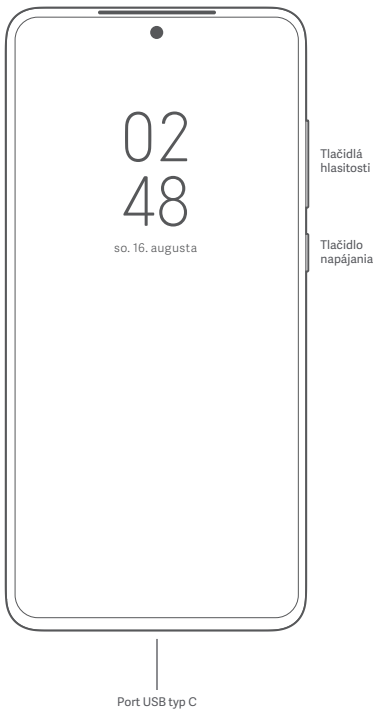 02
48
so. 16. augusta
Tlačidlá
hlasitosti
Tlačidlo
napájania
Port USB typ C